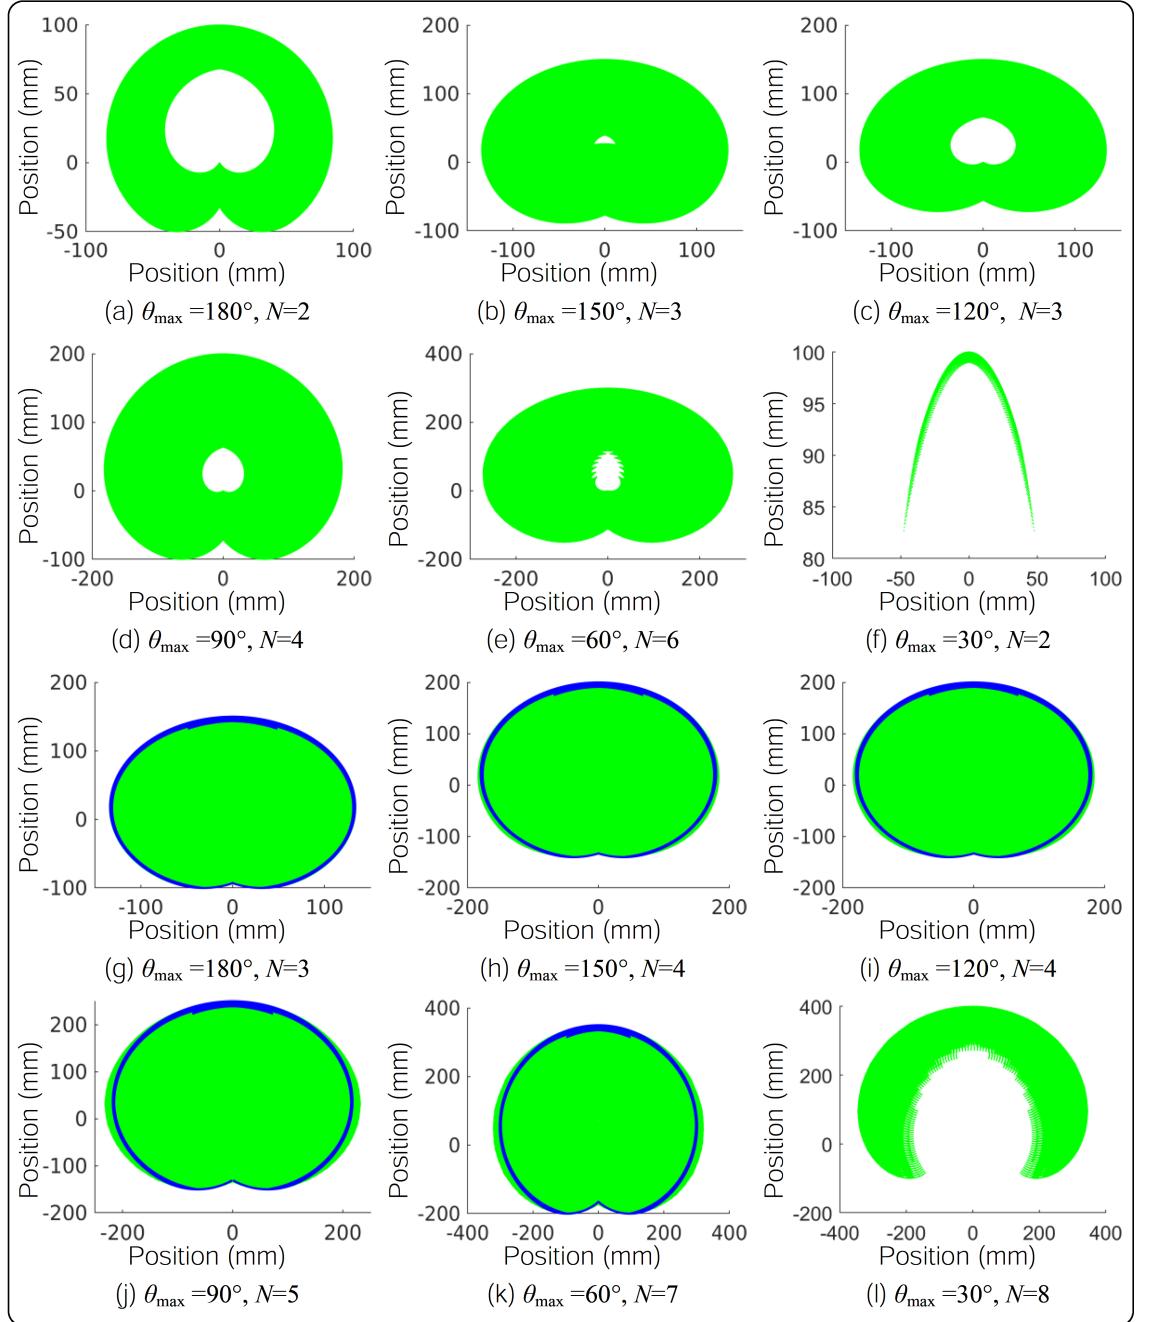 100
50
0
-50
-100 0 100
Position (mm)
Position (mm)
(a) θmax =180°, N=2
200
100
0
-100
-100 0 100
Position (mm)
Position (mm)
(b) θmax =150°, N=3
200
100
0
-100
-100 0 100
Position (mm)
Position (mm)
(c) θmax =120°, N=3
200
100
0
-100
-200 0 200
Position (mm)
Position (mm)
(d) θmax =90°, N=4
400
200
0
-200
-200 0 200
Position (mm)
Position (mm)
(e) θmax =60°, N=6
100
95
90
85
80
-100 -50 0 50 100
Position (mm)
Position (mm)
(f) θmax =30°, N=2
200
100
0
-100
-100 0 100
Position (mm)
Position (mm)
(g) θmax =180°, N=3
200
100
0
-100
-200
-200 0 200
Position (mm)
Position (mm)
(h) θmax =150°, N=4
200
100
0
-100
-200
-200 0 200
Position (mm)
Position (mm)
(i) θmax =120°, N=4
200
100
0
-100
-200
-200 0 200
Position (mm)
Position (mm)
(j) θmax =90°, N=5
400
200
0
-200
-400 -200 0 200 400
Position (mm)
Position (mm)
(k) θmax =60°, N=7
400
200
0
-200
-400 -200 0 200 400
Position (mm)
Position (mm)
(l) θmax =30°, N=8